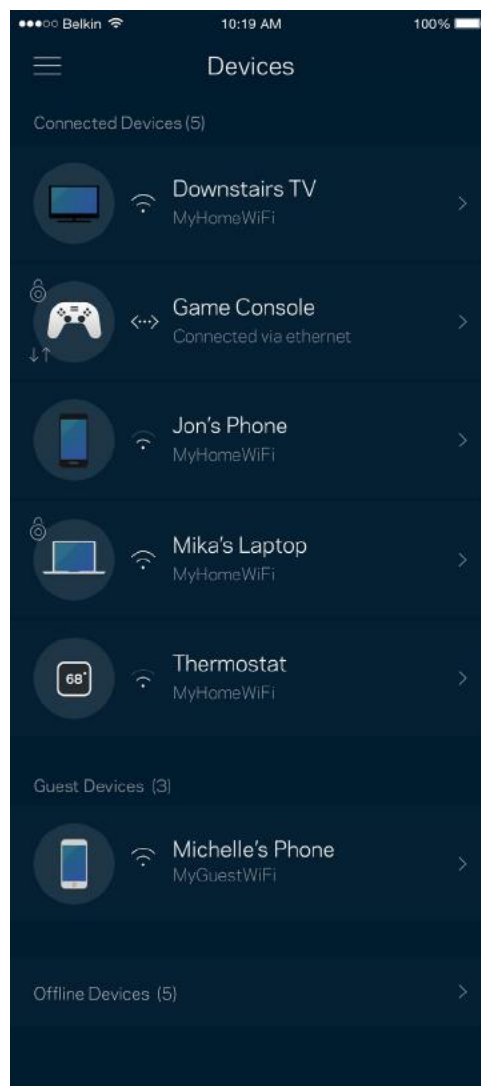 Belkin 10:19 AM 100%
Devices
Connected Devices (5)
Downstairs TV
MyHomeWiFi
Game Console
Connected via ethernet
Jon's Phone
MyHomeWiFi
Mika's Laptop
MyHomeWiFi
68°
Thermostat
MyHomeWiFi
Guest Devices (3)
Michelle's Phone
MyGuestWiFi
Offline Devices (5)